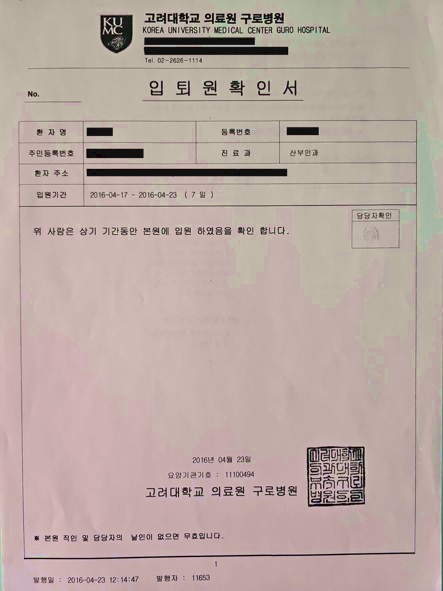 KU
MC
고려대학교 의료원 구로병원
KOREA UNIVERSITY MEDICAL CENTER GURO HOSPITAL
Tel. 02-2626-1114
No.
입 퇴 원 확 인 서
환 자 명 등록번호
주민등록번호 진 료 과 산부인과
환자 주소
입원기간 2016-04-17 - 2016-04-23 ( 7 일 )
담당자확인
위 사람은 상기 기간동안 본원에 입원 하였음을 확인 합니다.
2016년 04월 23일
요양기관기호 : 11100494
고려대학교 의료원 구로병원
※ 본원 직인 및 담당자의 날인이 없으면 무효입니다.
1
발행일 : 2016-04-23 12:14:47 발행자 : 11653